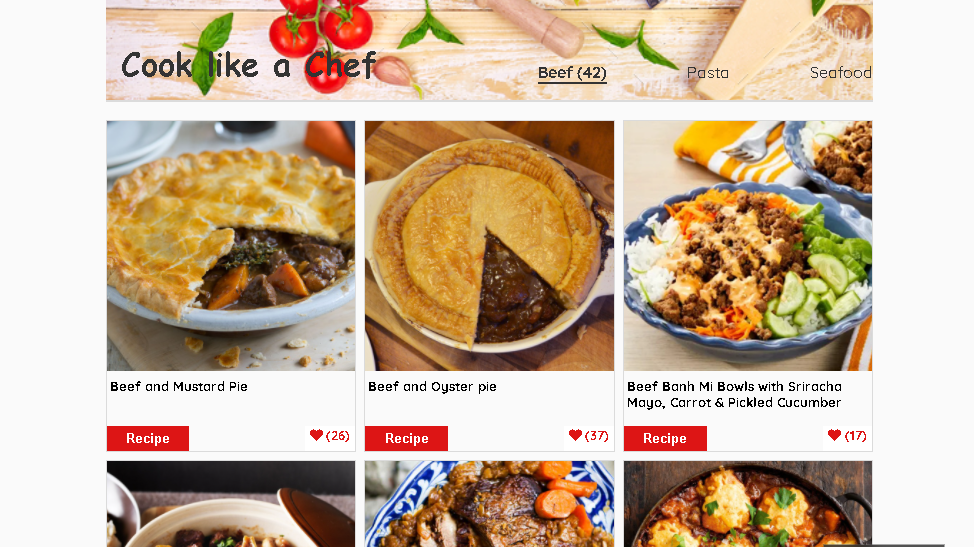 Cook like a Chef
Beef (42)
Pasta
Seafood
Beef and Mustard Pie
Beef and Oyster pie
Beef Banh Mi Bowls with Sriracha
Mayo, Carrot & Pickled Cucumber
Recipe
(26)
Recipe
(37)
Recipe
(17)